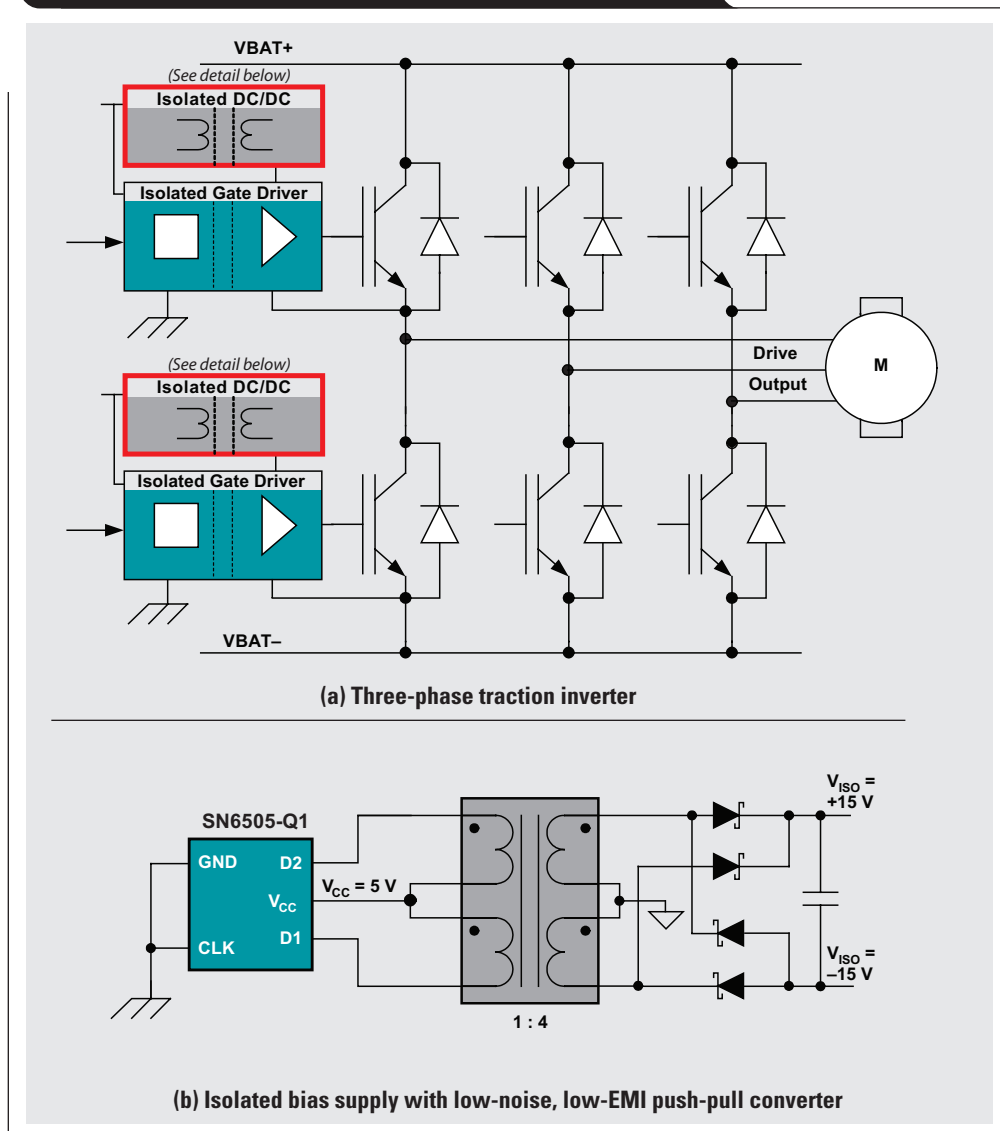 VBAT+
(See detail below)
Isolated DC/DC
Isolated Gate Driver
Drive
Output
M
(See detail below)
Isolated DC/DC
Isolated Gate Driver
VBAT–
(a) Three-phase traction inverter
SN6505-Q1
GND
D2
VCC
CLK
D1
VCC = 5 V
1 : 4
VISO =
+15 V
VISO =
–15 V
(b) Isolated bias supply with low-noise, low-EMI push-pull converter